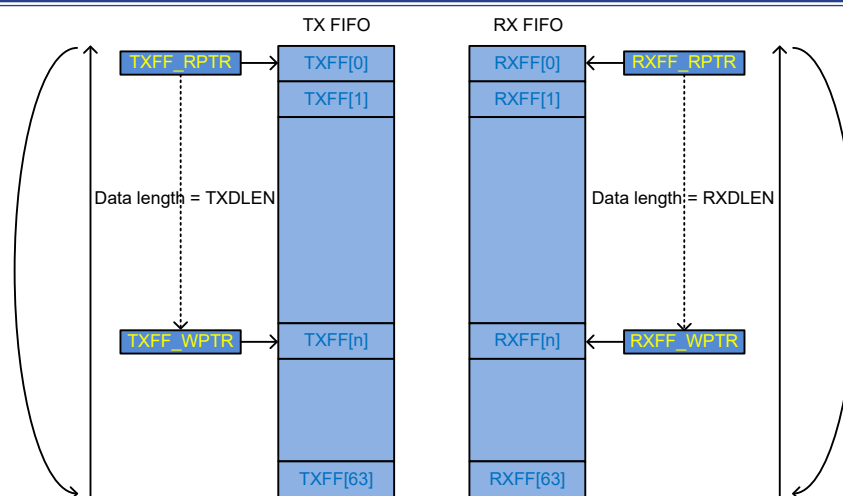 TX FIFO
RX FIFO
TXFF_RPTR
TXFF[0]
RXFF[0]
RXFF_RPTR
TXFF[1]
RXFF[1]
Data length = TXDLEN
Data length = RXDLEN
TXFF_WPTR
TXFF[n]
RXFF[n]
RXFF_WPTR
TXFF[63]
RXFF[63]